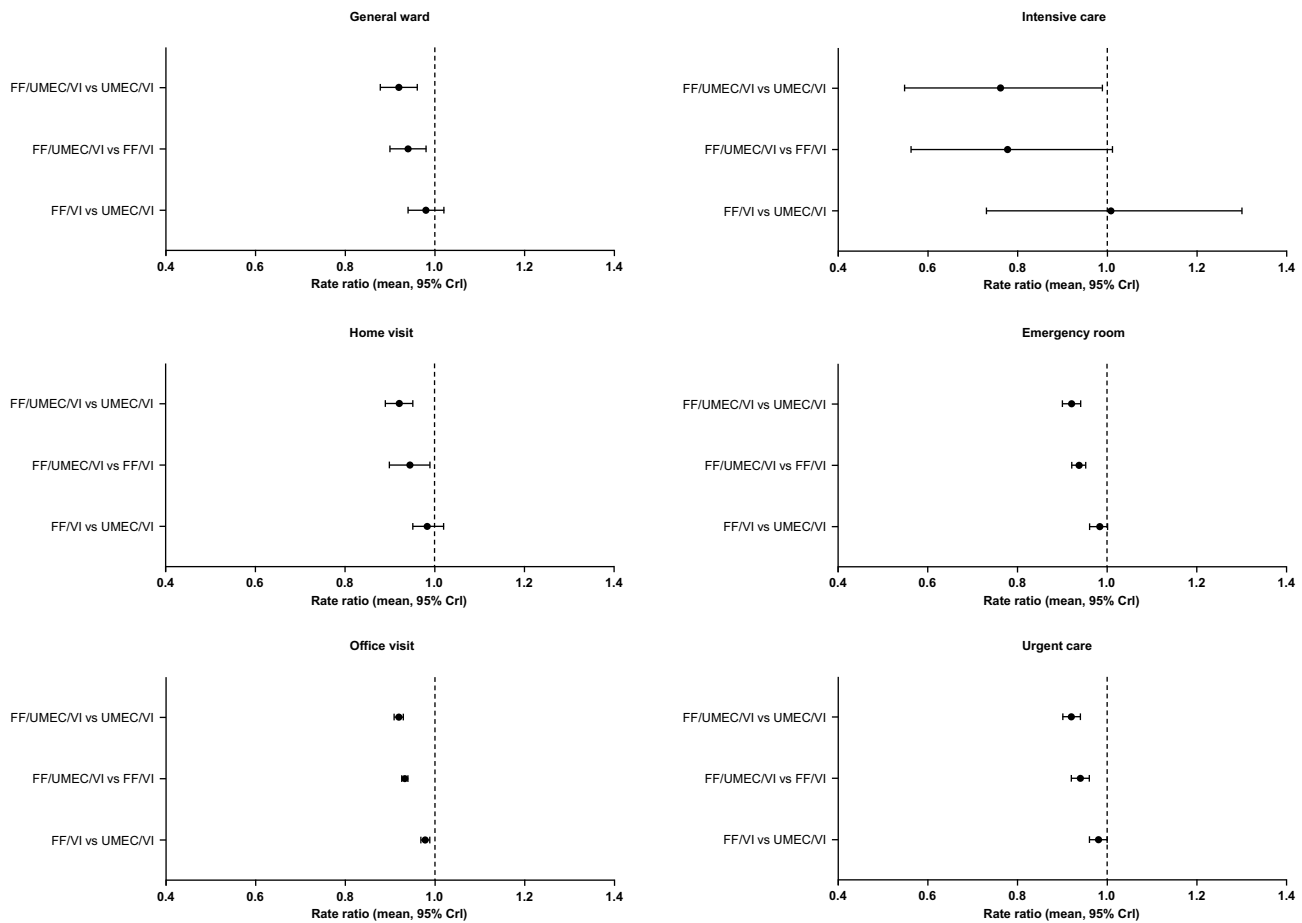 General ward
FF/UMEC/VI vs UMEC/VI
FF/UMEC/VI vs FF/VI
FF/VI vs UMEC/VI
0.4 0.6 0.8 1.0 1.2 1.4
Rate ratio (mean, 95% CrI)
Intensive care
FF/UMEC/VI vs UMEC/VI
FF/UMEC/VI vs FF/VI
FF/VI vs UMEC/VI
0.4 0.6 0.8 1.0 1.2 1.4
Rate ratio (mean, 95% CrI)
Home visit
FF/UMEC/VI vs UMEC/VI
FF/UMEC/VI vs FF/VI
FF/VI vs UMEC/VI
0.4 0.6 0.8 1.0 1.2 1.4
Rate ratio (mean, 95% CrI)
Emergency room
FF/UMEC/VI vs UMEC/VI
FF/UMEC/VI vs FF/VI
FF/VI vs UMEC/VI
0.4 0.6 0.8 1.0 1.2 1.4
Rate ratio (mean, 95% CrI)
Office visit
FF/UMEC/VI vs UMEC/VI
FF/UMEC/VI vs FF/VI
FF/VI vs UMEC/VI
0.4 0.6 0.8 1.0 1.2 1.4
Rate ratio (mean, 95% CrI)
Urgent care
FF/UMEC/VI vs UMEC/VI
FF/UMEC/VI vs FF/VI
FF/VI vs UMEC/VI
0.4 0.6 0.8 1.0 1.2 1.4
Rate ratio (mean, 95% CrI)